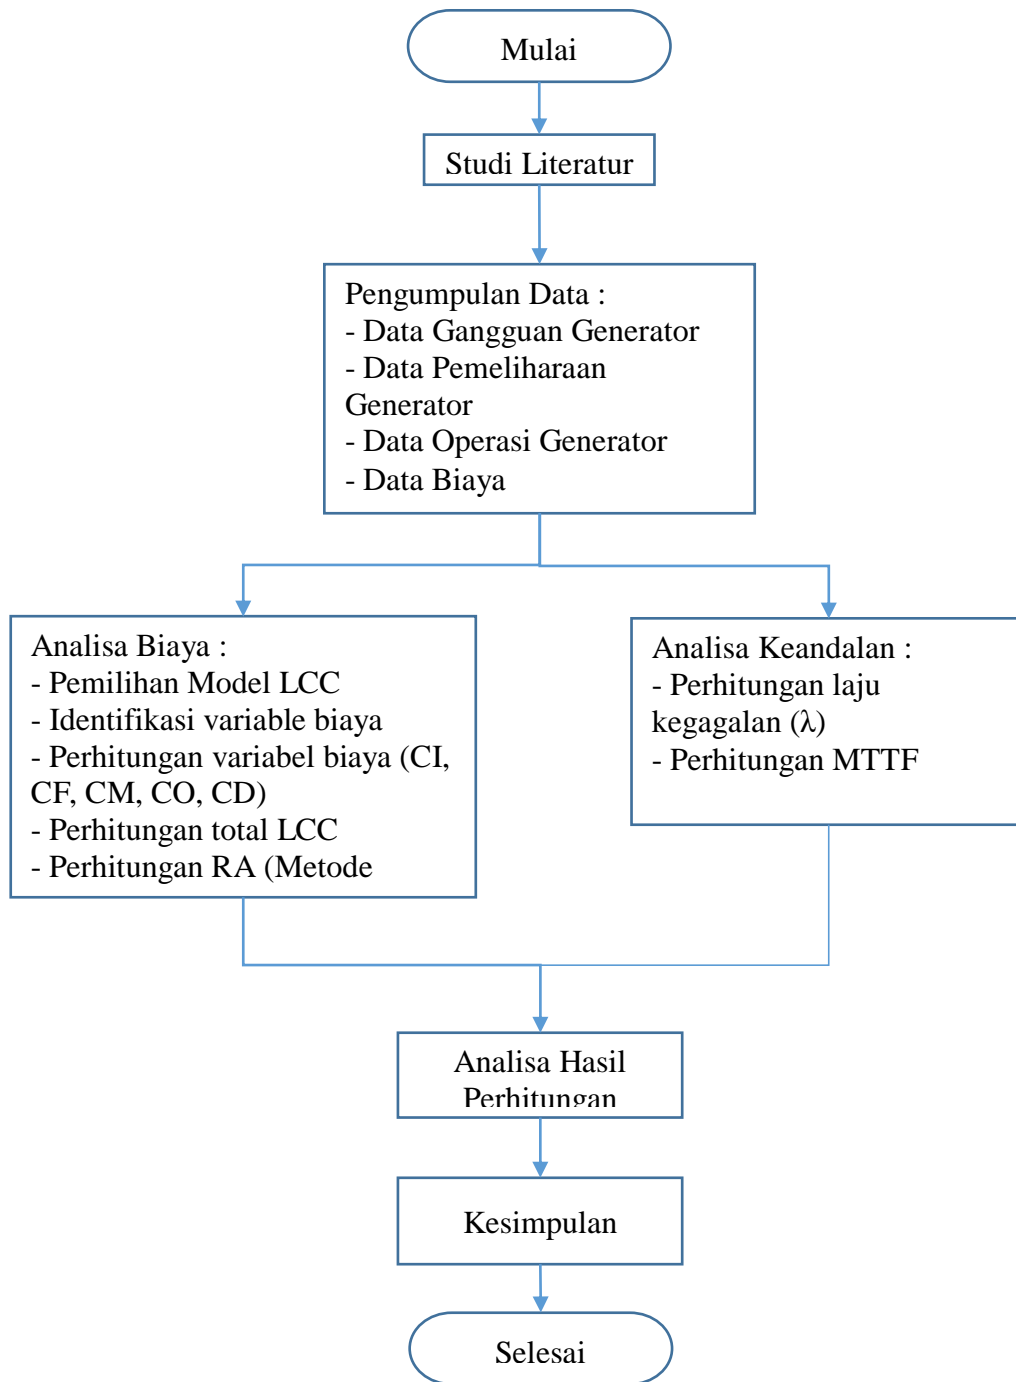 Mulai
Studi Literatur
Pengumpulan Data :
- Data Gangguan Generator
- Data Pemeliharaan
Generator
- Data Operasi Generator
- Data Biaya
Analisa Biaya :
- Pemilihan Model LCC
- Identifikasi variable biaya
- Perhitungan variabel biaya (CI,
CF, CM, CO, CD)
- Perhitungan total LCC
- Perhitungan RA (Metode
Analisa Keandalan :
- Perhitungan laju
kegagalan (λ)
- Perhitungan MTTF
Analisa Hasil
Perhitungan
Kesimpulan
Selesai